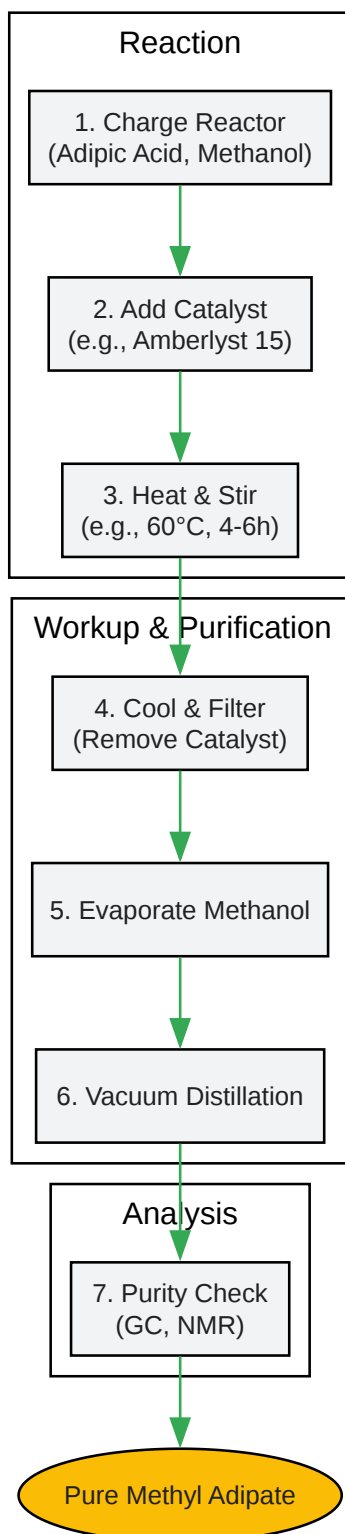 Reaction
1. Charge Reactor
(Adipic Acid, Methanol)
2. Add Catalyst
(e.g., Amberlyst 15)
3. Heat & Stir
(e.g., 60°C, 4-6h)
Workup & Purification
4. Cool & Filter
(Remove Catalyst)
5. Evaporate Methanol
6. Vacuum Distillation
Analysis
7. Purity Check
(GC, NMR)
Pure Methyl Adipate